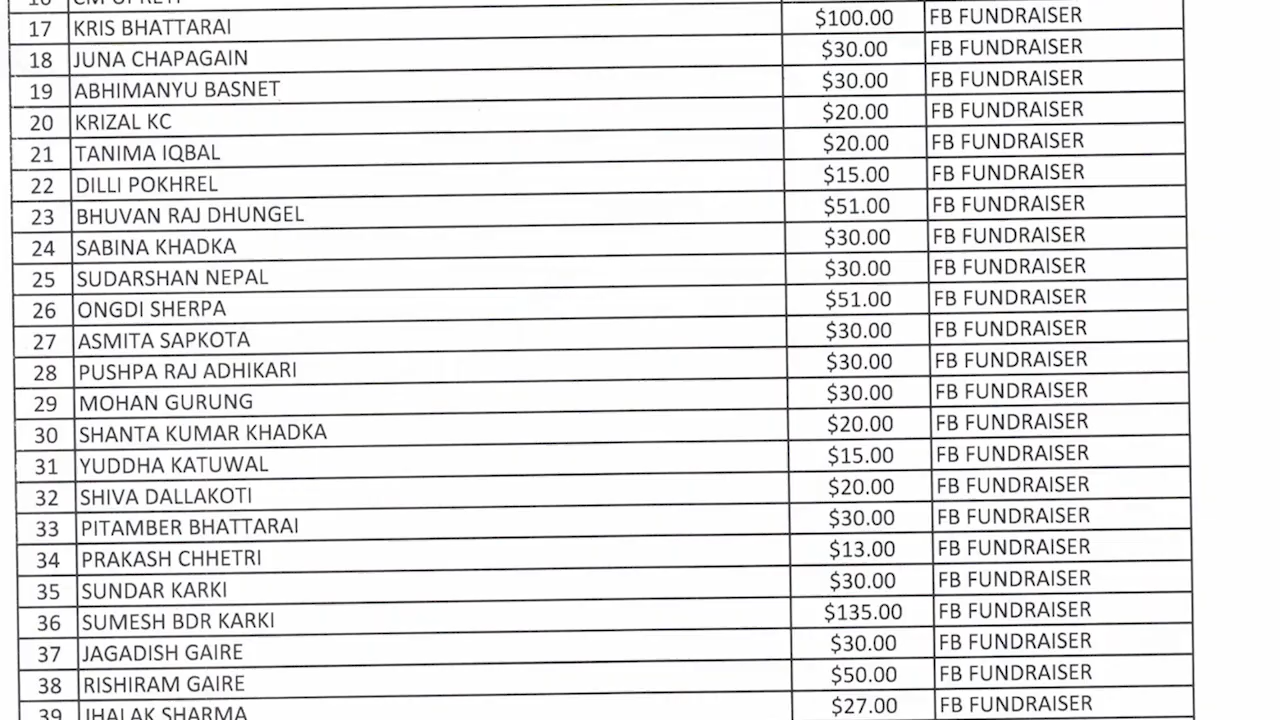 17 KRIS BHATTARAI $100.00 FB FUNDRAISER
18 JUNA CHAPAGAIN $30.00 FB FUNDRAISER
19 ABHIMANYU BASNET $30.00 FB FUNDRAISER
20 KRIZAL KC $20.00 FB FUNDRAISER
21 TANIMA IQBAL $20.00 FB FUNDRAISER
22 DILLI POKHREL $15.00 FB FUNDRAISER
23 BHUVAN RAJ DHUNGEL $51.00 FB FUNDRAISER
24 SABINA KHADKA $30.00 FB FUNDRAISER
25 SUDARSHAN NEPAL $30.00 FB FUNDRAISER
26 ONGDI SHERPA $51.00 FB FUNDRAISER
27 ASMITA SAPKOTA $30.00 FB FUNDRAISER
28 PUSHPA RAJ ADHIKARI $30.00 FB FUNDRAISER
29 MOHAN GURUNG $30.00 FB FUNDRAISER
30 SHANTA KUMAR KHADKA $20.00 FB FUNDRAISER
31 YUDDHA KATUWAL $15.00 FB FUNDRAISER
32 SHIVA DALLAKOTI $20.00 FB FUNDRAISER
33 PITAMBER BHATTARAI $30.00 FB FUNDRAISER
34 PRAKASH CHHETRI $13.00 FB FUNDRAISER
35 SUNDAR KARKI $30.00 FB FUNDRAISER
36 SUMESH BDR KARKI $135.00 FB FUNDRAISER
37 JAGADISH GAIRE $30.00 FB FUNDRAISER
38 RISHIRAM GAIRE $50.00 FB FUNDRAISER
39 JHALAK SHARMA $27.00 FB FUNDRAISER